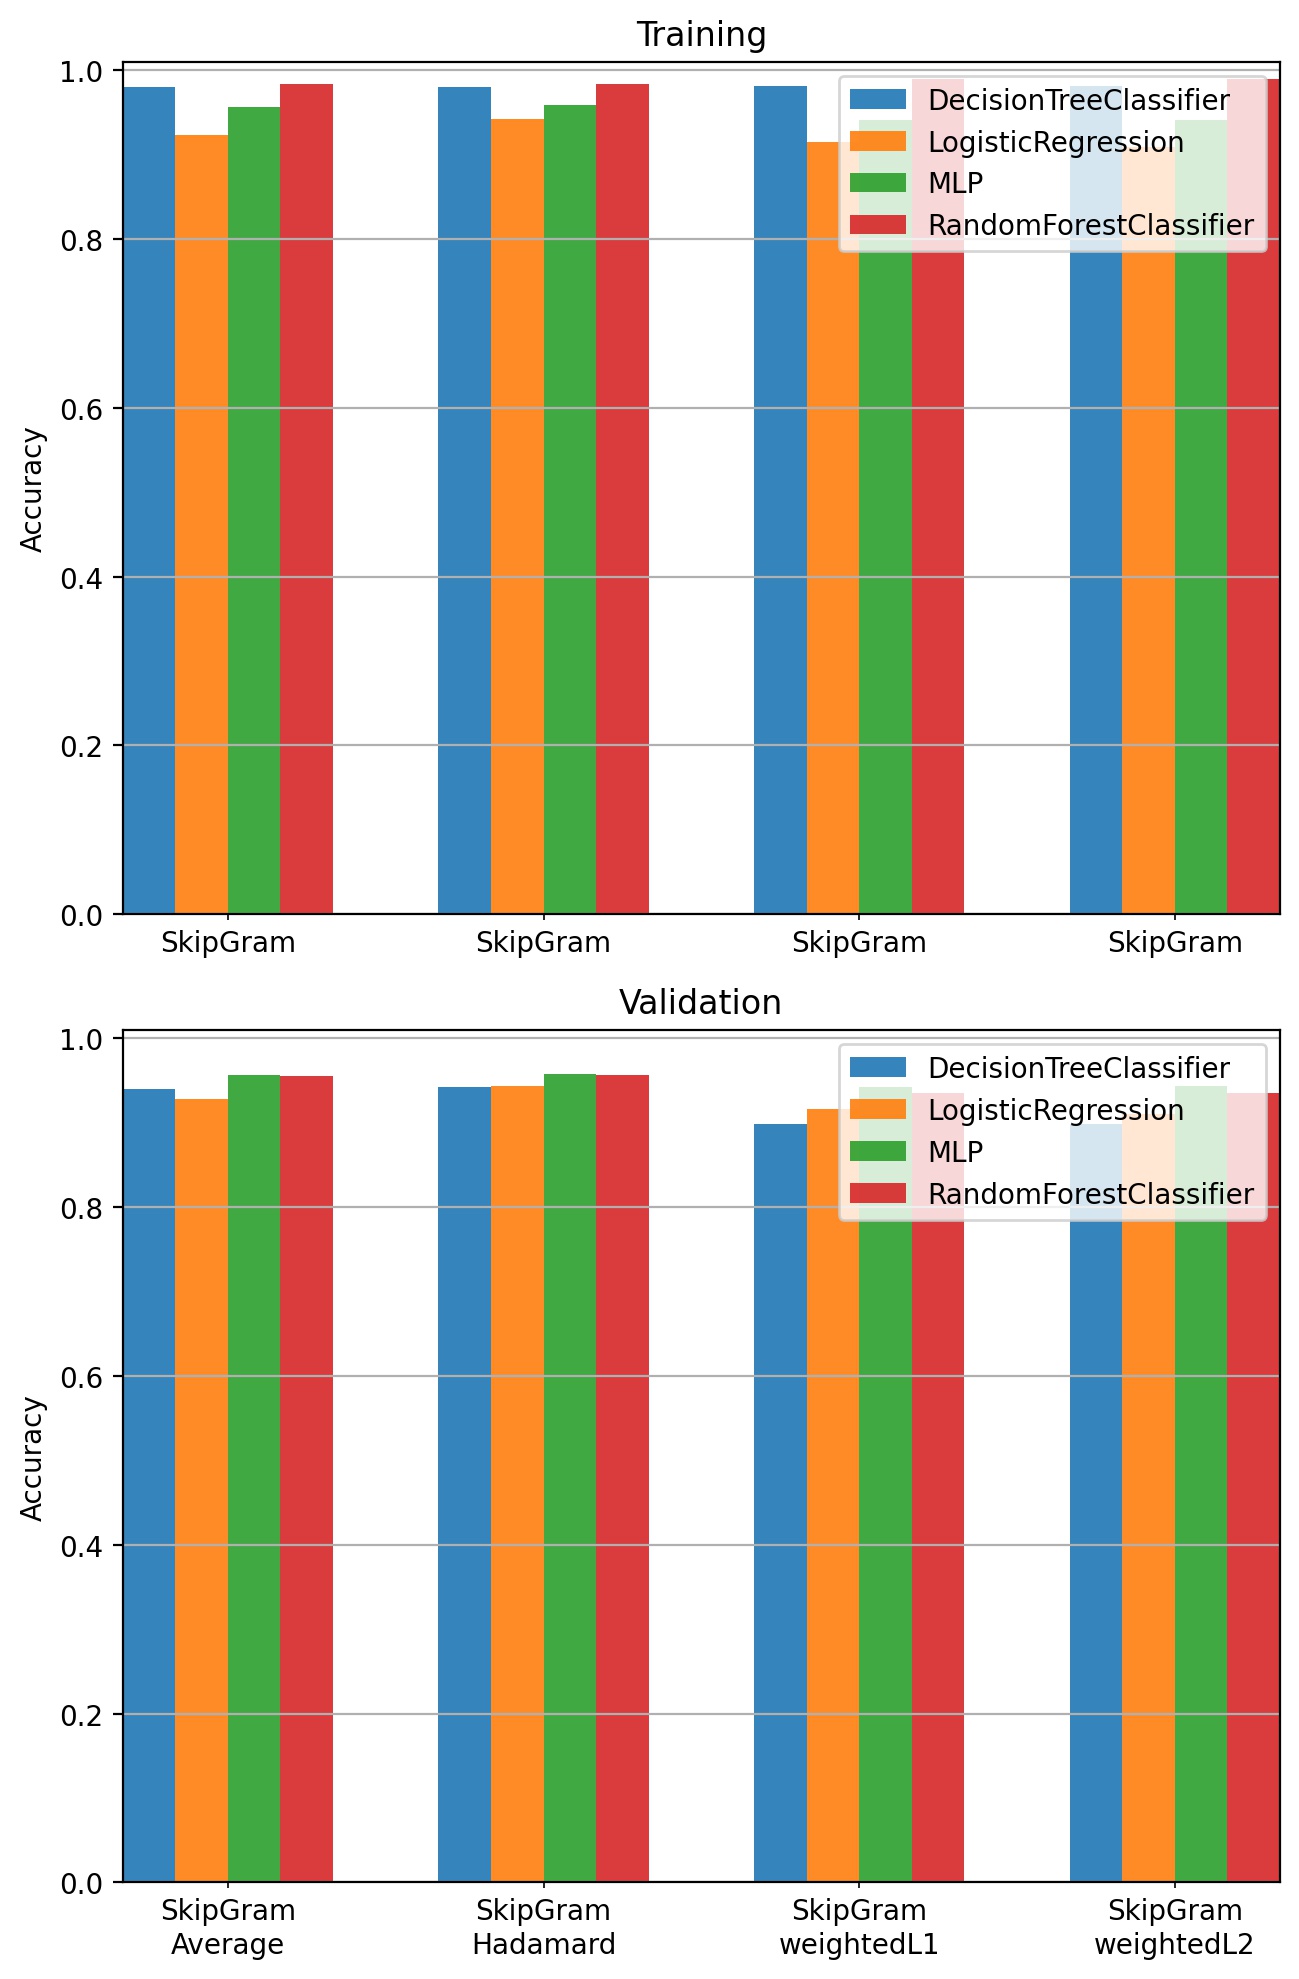 Training
1.0
0.8
0.6
0.4
0.2
0.0
Accuracy
DecisionTreeClassifier
LogisticRegression
MLP
RandomForestClassifier
SkipGram
SkipGram
SkipGram
SkipGram
Validation
1.0
0.8
0.6
0.4
0.2
0.0
Accuracy
DecisionTreeClassifier
LogisticRegression
MLP
RandomForestClassifier
SkipGram
Average
SkipGram
Hadamard
SkipGram
weightedL1
SkipGram
weightedL2